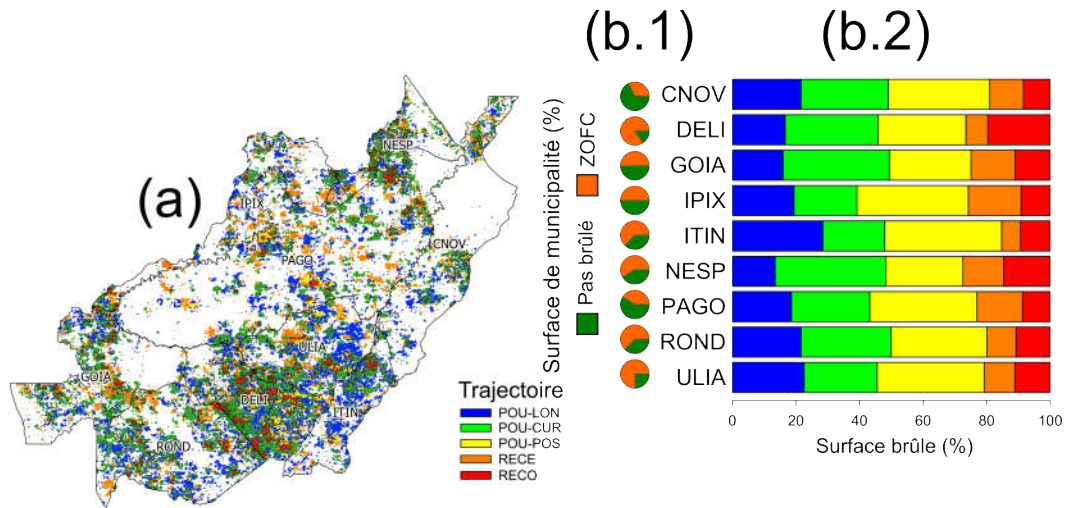 (a)
NESP
IPIX
CNOV
PAGO
ULIA
GOIA
DELI
ITIN
ROND
Trajectoire
POU-LON
POU-CUR
POU-POS
RECE
RECO
(b.1)
(b.2)
Surface de municipalité (%)
Pas brûlé
ZOFC
CNOV
DELI
GOIA
IPIX
ITIN
NESP
PAGO
ROND
ULIA
0 20 40 60 80 100
Surface brûle (%)